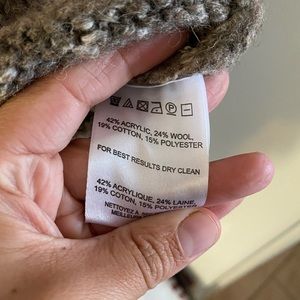 42% ACRYLIC, 24% WOOL,
19% COTTON, 15% POLYESTER
FOR BEST RESULTS DRY CLEAN
42% ACRYLIQUE, 24% LAINE,
19% COTON, 15% POLYESTER
NETTOYEZ À